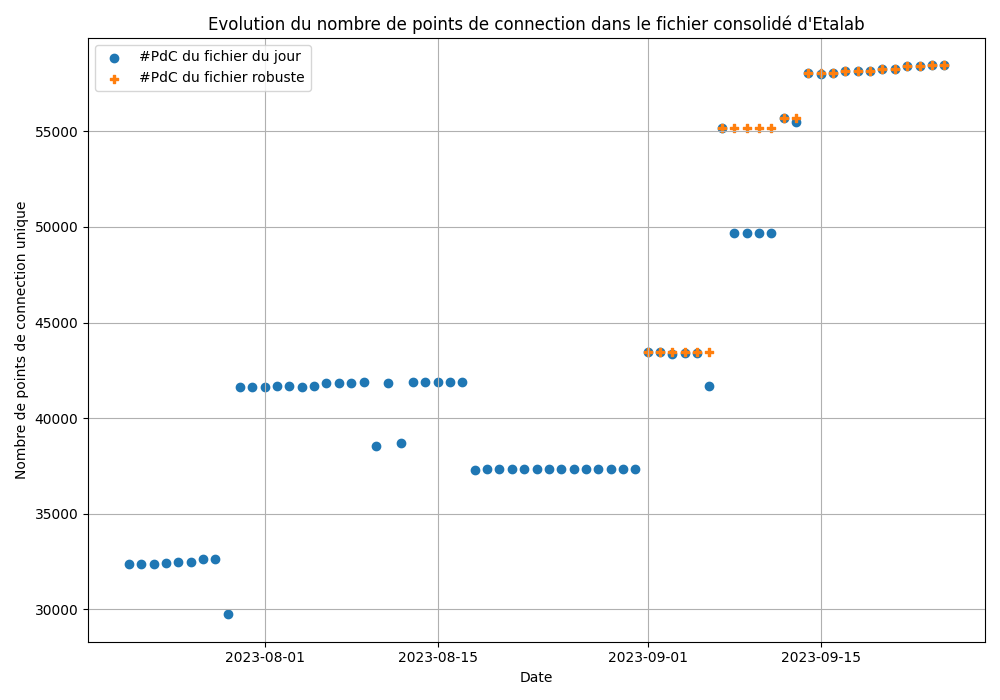 Evolution du nombre de points de connection dans le fichier consolidé d'Etalab
#PdC du fichier du jour
#PdC du fichier robuste
Nombre de points de connection unique
55000
50000
45000
40000
35000
30000
2023-08-01
2023-08-15
2023-09-01
2023-09-15
Date